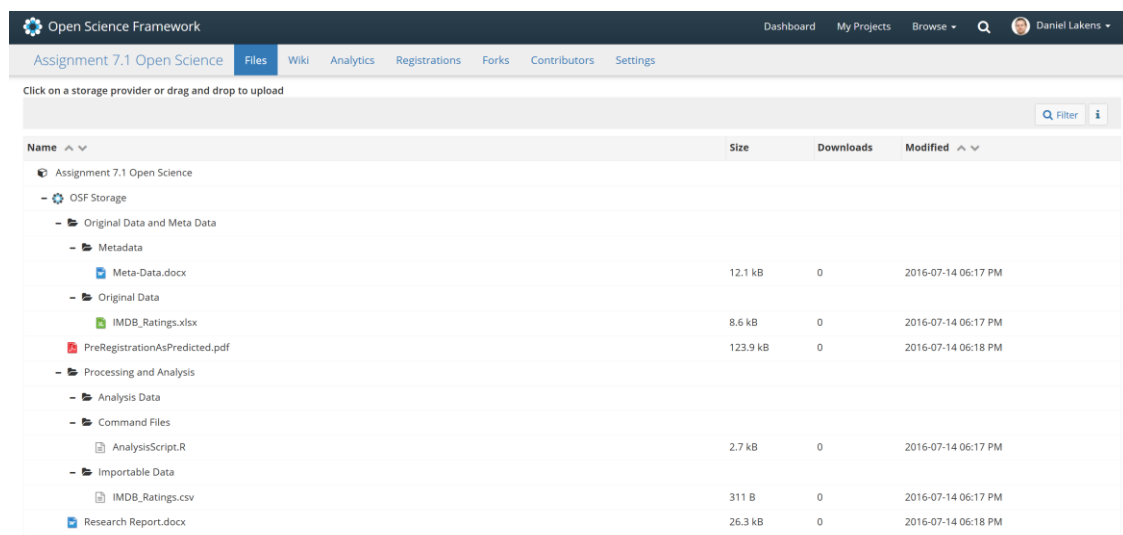 Open Science Framework Dashboard My Projects Browse Daniel Lakens
Assignment 7.1 Open Science Files Wiki Analytics Registrations Forks Contributors Settings
Click on a storage provider or drag and drop to upload
Filter i
Name Size Downloads Modified
Assignment 7.1 Open Science
– OSF Storage
– Original Data and Meta Data
– Metadata
Meta-Data.docx 12.1 kB 0 2016-07-14 06:17 PM
– Original Data
IMDB_Ratings.xlsx 8.6 kB 0 2016-07-14 06:17 PM
PreRegistrationAsPredicted.pdf 123.9 kB 0 2016-07-14 06:18 PM
– Processing and Analysis
– Analysis Data
– Command Files
AnalysisScript.R 2.7 kB 0 2016-07-14 06:17 PM
– Importable Data
IMDB_Ratings.csv 311 B 0 2016-07-14 06:17 PM
Research Report.docx 26.3 kB 0 2016-07-14 06:18 PM